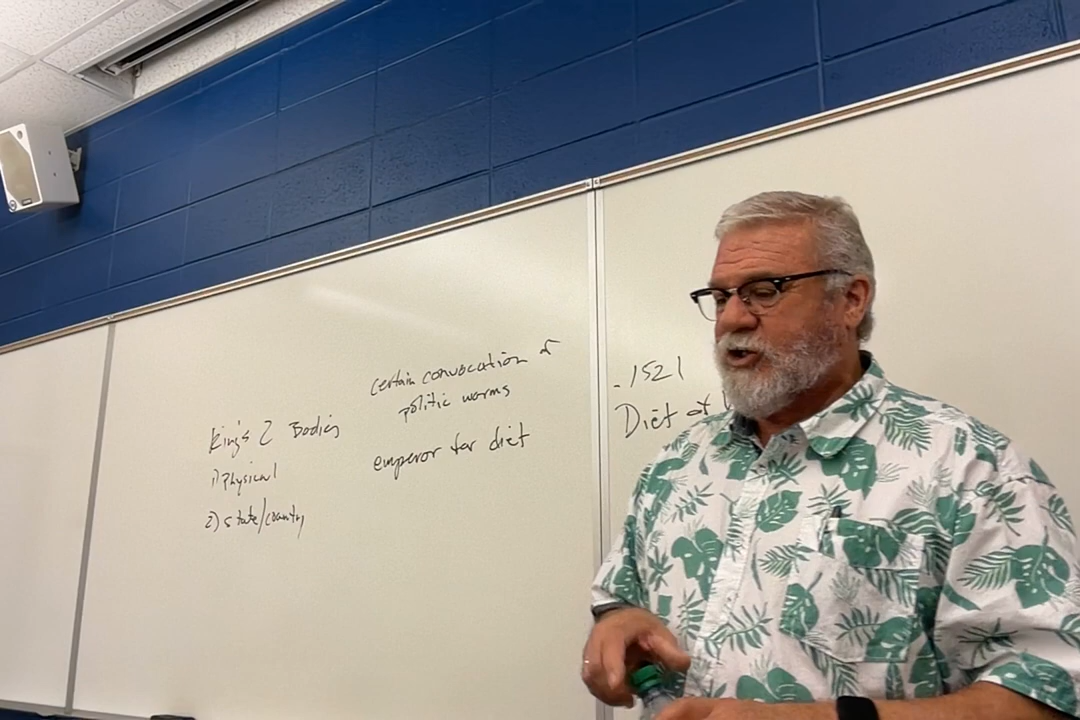 King's 2 Bodies
1) Physical
2) state/country
certain convocation of
politic worms
emperor for diet
. 1521
Diet of